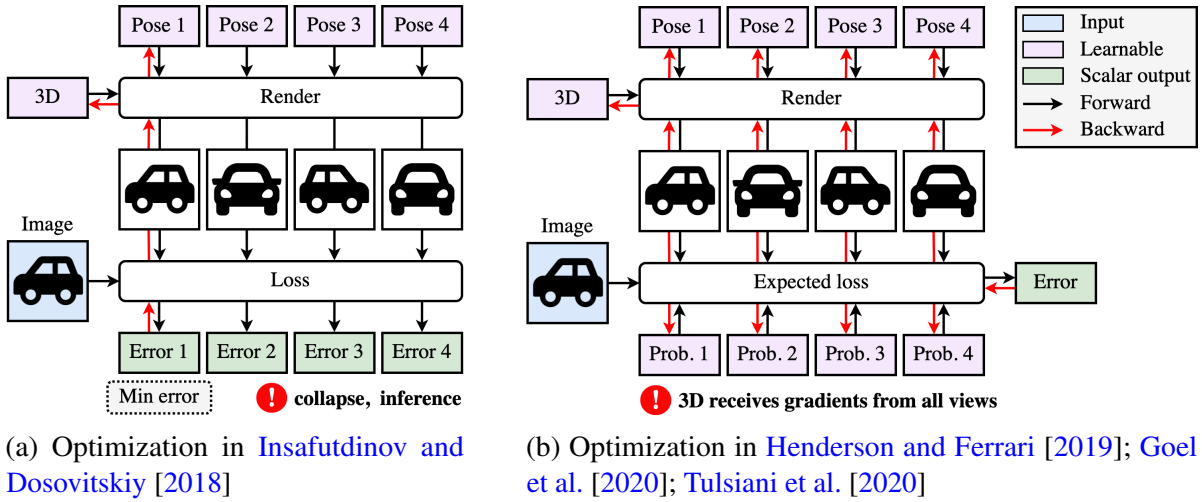 Pose 1 Pose 2 Pose 3 Pose 4
3D
Render
Image
Loss
Error 1 Error 2 Error 3 Error 4
Min error
! collapse, inference
(a) Optimization in Insafutdinov and
Dosovitskiy [2018]
Pose 1 Pose 2 Pose 3 Pose 4
3D
Render
Image
Expected loss
Error
Prob. 1 Prob. 2 Prob. 3 Prob. 4
! 3D receives gradients from all views
(b) Optimization in Henderson and Ferrari [2019]; Goel
et al. [2020]; Tulsiani et al. [2020]
Input
Learnable
Scalar output
Forward
Backward